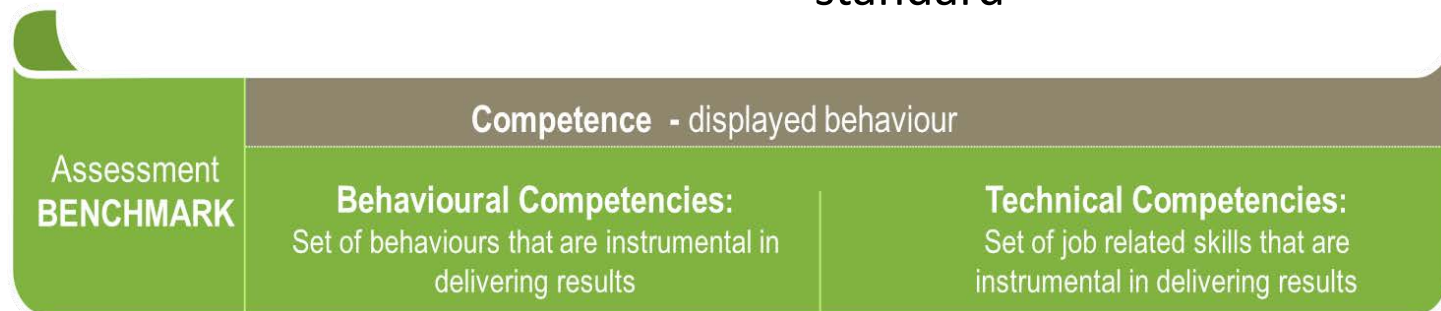 standard
Competence - displayed behaviour
Assessment
BENCHMARK
Behavioural Competencies:
Set of behaviours that are instrumental in
delivering results
Technical Competencies:
Set of job related skills that are
instrumental in delivering results